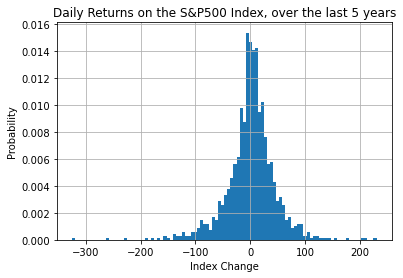 Daily Returns on the S&P500 Index, over the last 5 years
0.016
0.014
0.012
0.010
0.008
0.006
0.004
0.002
0.000
Probability
−300 −200 −100 0 100 200
Index Change